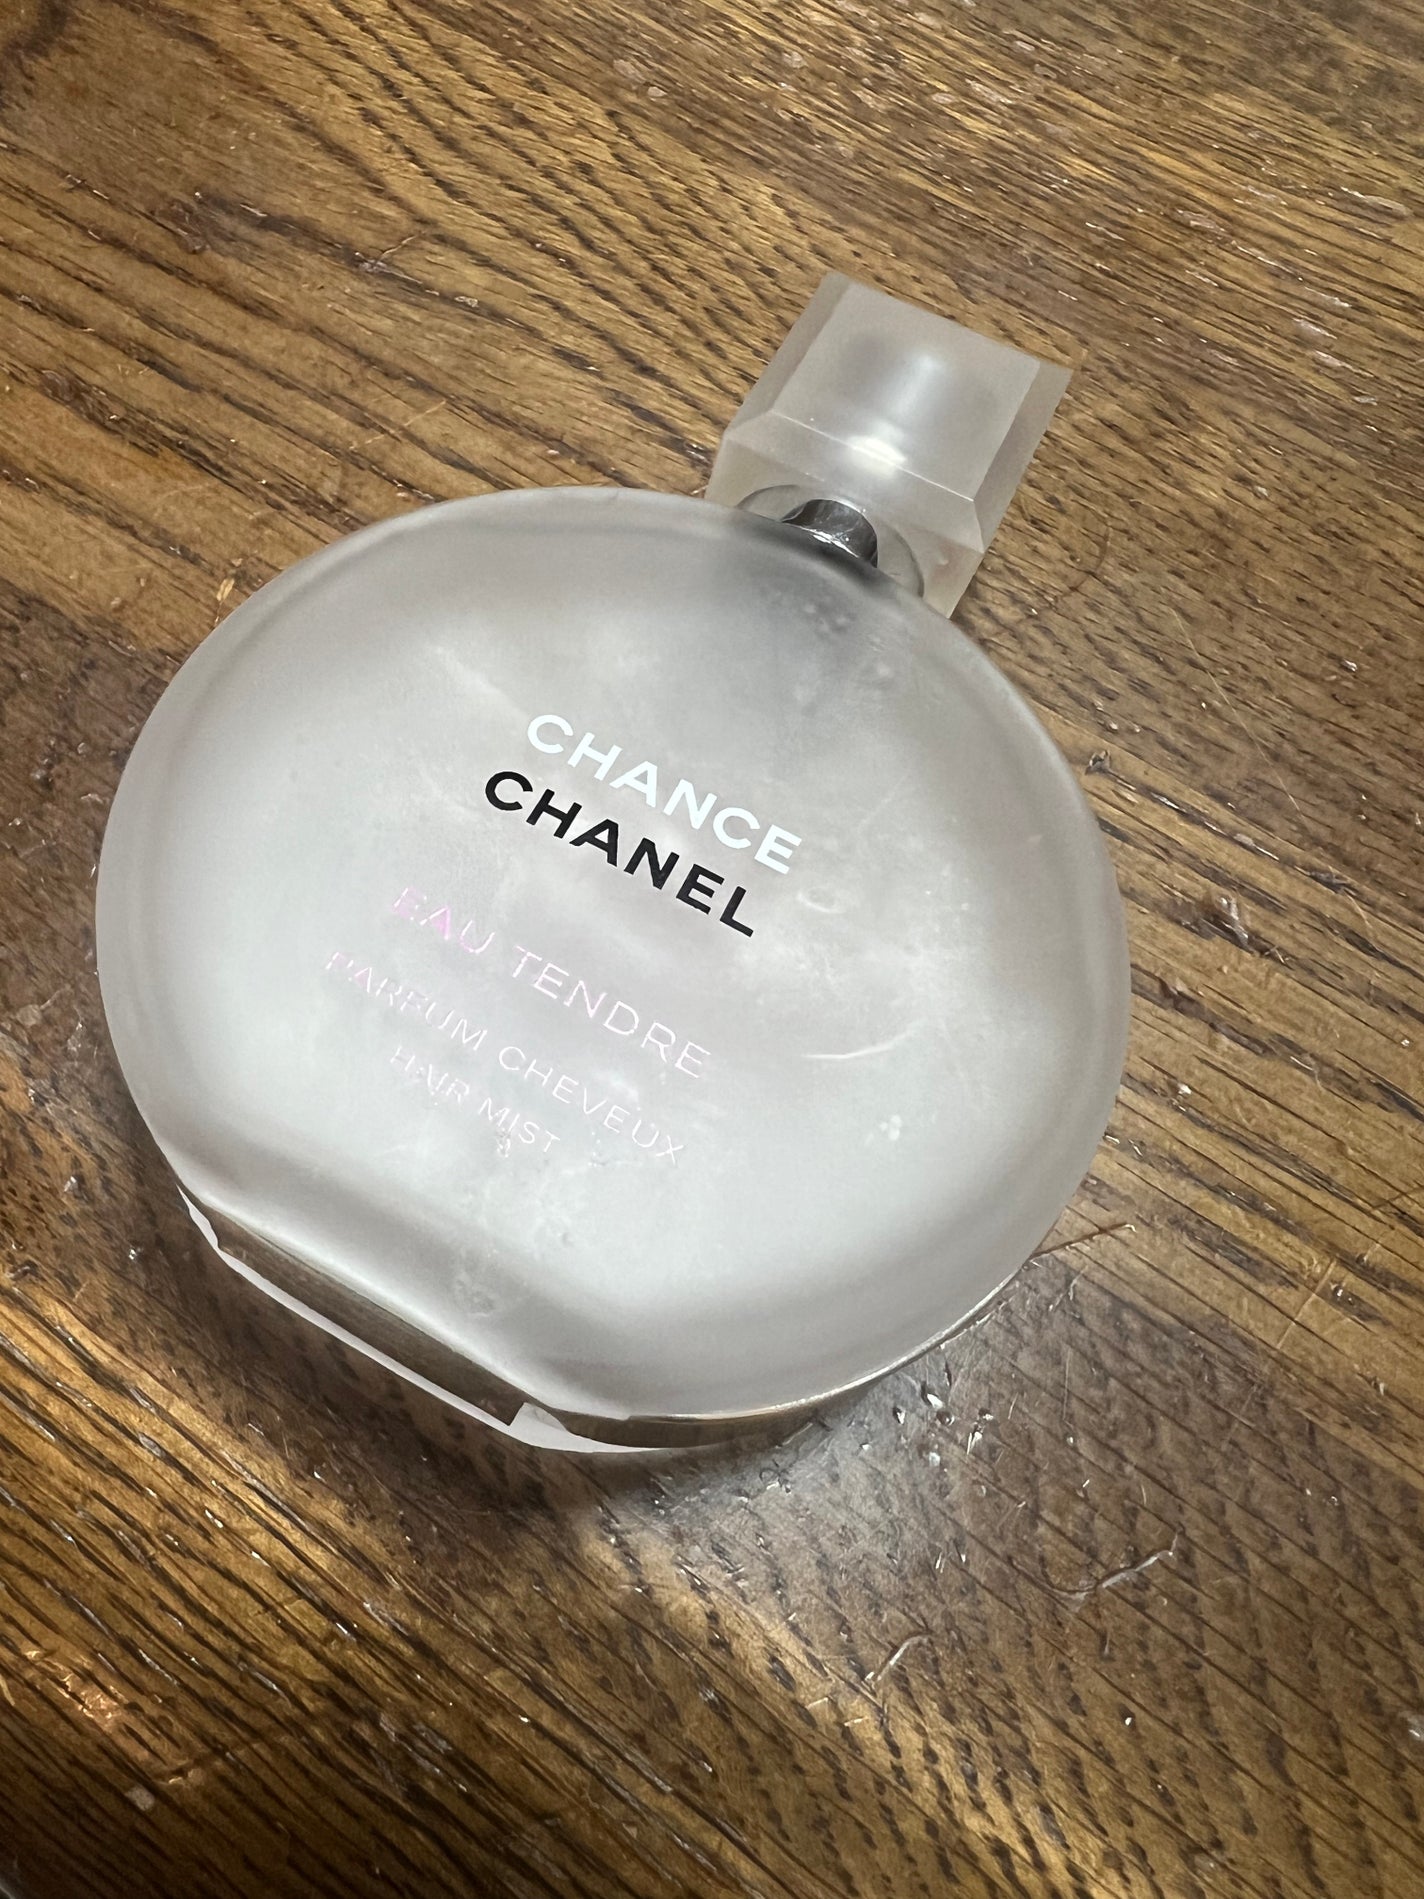 CHANCE
CHANEL
EAU TENDRE
PARFUM CHEVEUX
HAIR MIST